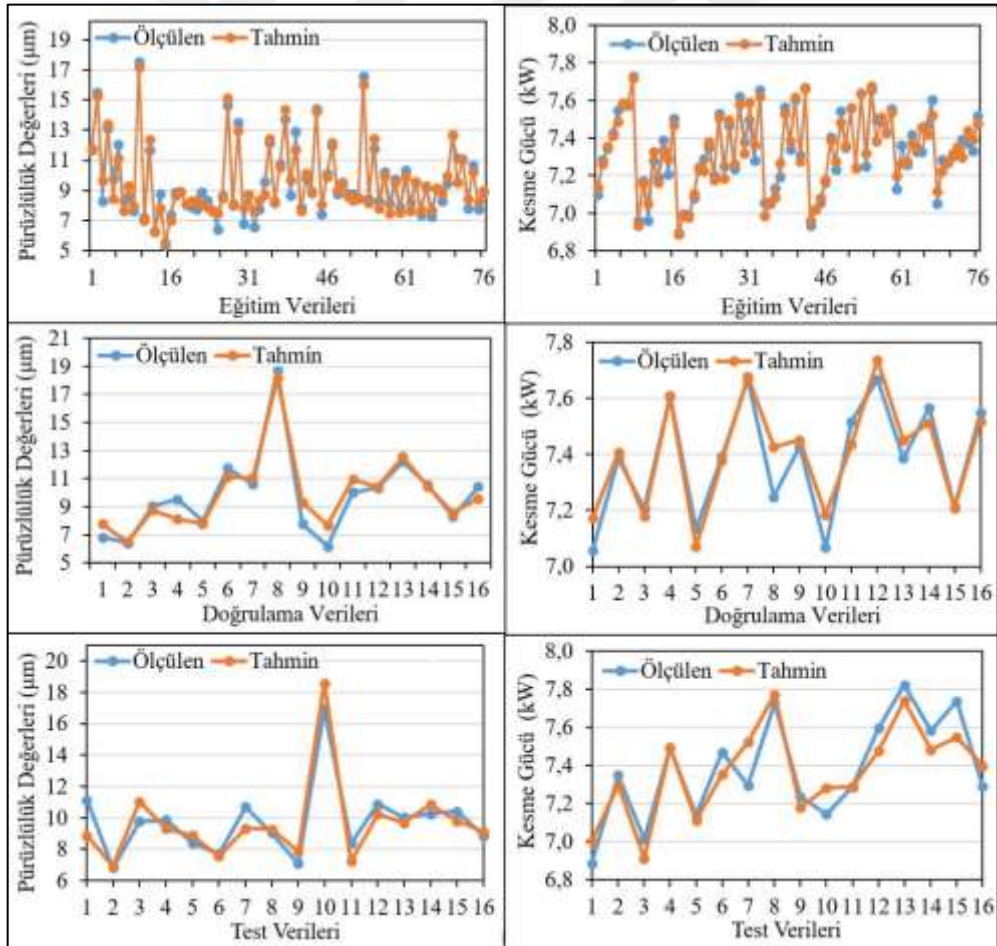 Pürüzlülük Değerleri (µm)
19
17
15
13
11
9
7
5
Ölçülen Tahmin
1 16 31 46 61 76
Eğitim Verileri
Kesme Gücü (kW)
8,0
7,8
7,6
7,4
7,2
7,0
6,8
Ölçülen Tahmin
1 16 31 46 61 76
Eğitim Verileri
Pürüzlülük Değerleri (µm)
21
19
17
15
13
11
9
7
5
Ölçülen Tahmin
1 2 3 4 5 6 7 8 9 10 11 12 13 14 15 16
Doğrulama Verileri
Kesme Gücü (kW)
7,8
7,6
7,4
7,2
7,0
Ölçülen Tahmin
1 2 3 4 5 6 7 8 9 10 11 12 13 14 15 16
Doğrulama Verileri
Pürüzlülük Değerleri (µm)
20
18
16
14
12
10
8
6
Ölçülen Tahmin
1 2 3 4 5 6 7 8 9 10 11 12 13 14 15 16
Test Verileri
Kesme Gücü (kW)
8,0
7,8
7,6
7,4
7,2
7,0
6,8
Ölçülen Tahmin
1 2 3 4 5 6 7 8 9 10 11 12 13 14 15 16
Test Verileri